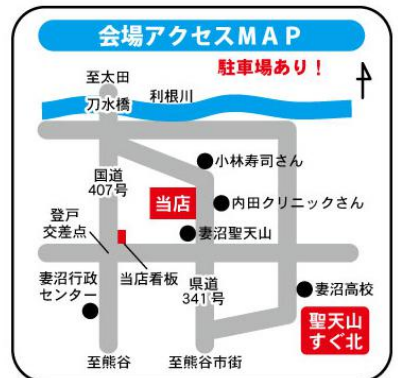 会場アクセスMAP
駐車場あり！
至太田
刀水橋
利根川
小林寿司さん
国道
407号
当店
内田クリニックさん
登戸
交差点
妻沼聖天山
妻沼行政
センター
当店看板
県道
341号
妻沼高校
聖天山
すぐ北
至熊谷
至熊谷市街